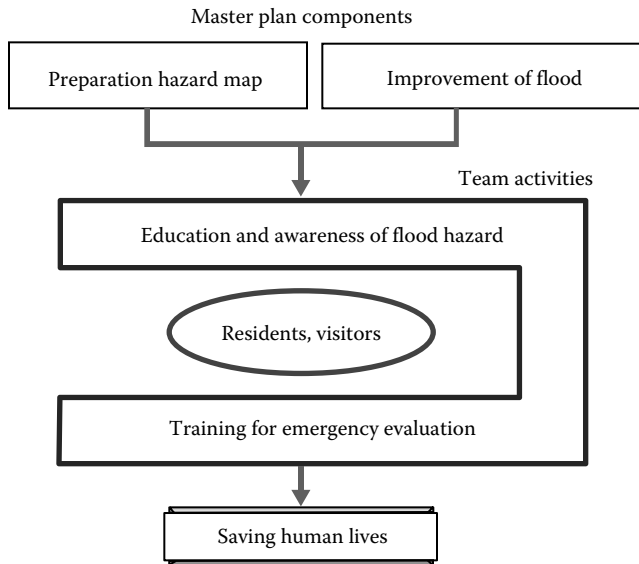 Master plan components
Preparation hazard map
Improvement of flood
Team activities
Education and awareness of flood hazard
Residents, visitors
Training for emergency evaluation
Saving human lives